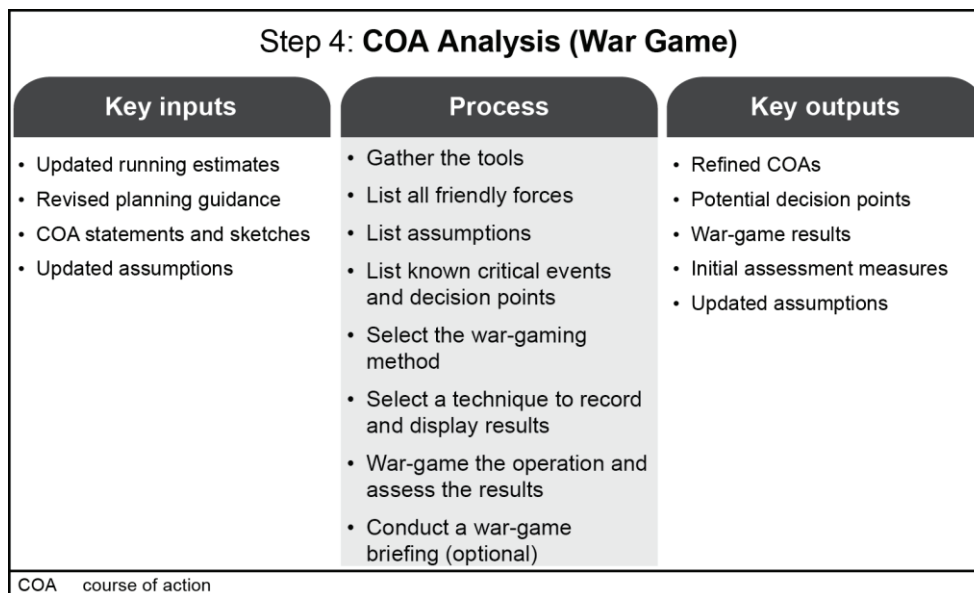 Step 4: COA Analysis (War Game)
Key inputs
• Updated running estimates
• Revised planning guidance
• COA statements and sketches
• Updated assumptions
Process
• Gather the tools
• List all friendly forces
• List assumptions
• List known critical events
and decision points
• Select the war-gaming
method
• Select a technique to record
and display results
• War-game the operation and
assess the results
• Conduct a war-game
briefing (optional)
Key outputs
• Refined COAs
• Potential decision points
• War-game results
• Initial assessment measures
• Updated assumptions
COA course of action